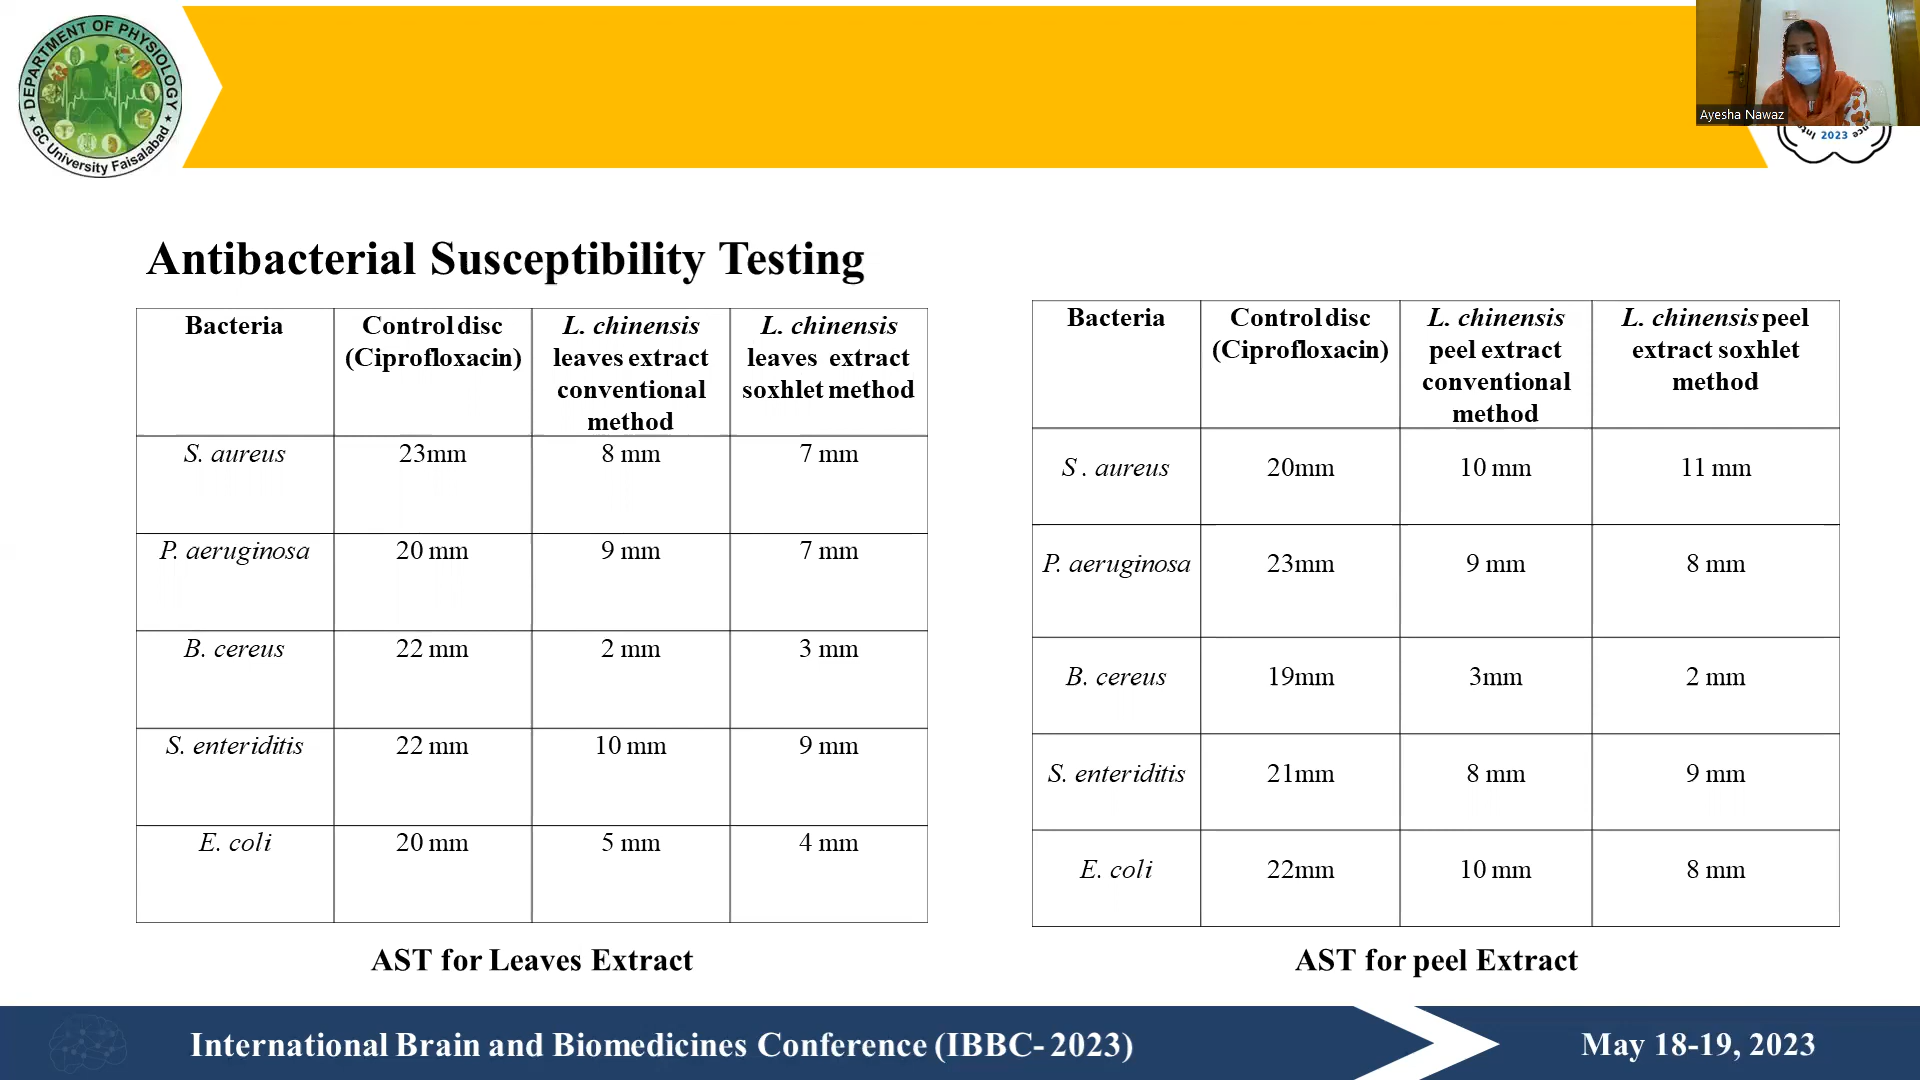 DEPARTMENT OF PHYSIOLOGY
GC University Faisalabad
Ayesha Nawaz
2023
Antibacterial Susceptibility Testing
Bacteria
Control disc
(Ciprofloxacin)
L. chinensis
leaves extract
conventional
method
L. chinensis
leaves extract
soxhlet method
S. aureus 23mm 8 mm 7 mm
P. aeruginosa 20 mm 9 mm 7 mm
B. cereus 22 mm 2 mm 3 mm
S. enteriditis 22 mm 10 mm 9 mm
E. coli 20 mm 5 mm 4 mm
AST for Leaves Extract
Bacteria
Control disc
(Ciprofloxacin)
L. chinensis
peel extract
conventional
method
L. chinensis peel
extract soxhlet
method
S . aureus 20mm 10 mm 11 mm
P. aeruginosa 23mm 9 mm 8 mm
B. cereus 19mm 3mm 2 mm
S. enteriditis 21mm 8 mm 9 mm
E. coli 22mm 10 mm 8 mm
AST for peel Extract
International Brain and Biomedicines Conference (IBBC- 2023)
May 18-19, 2023